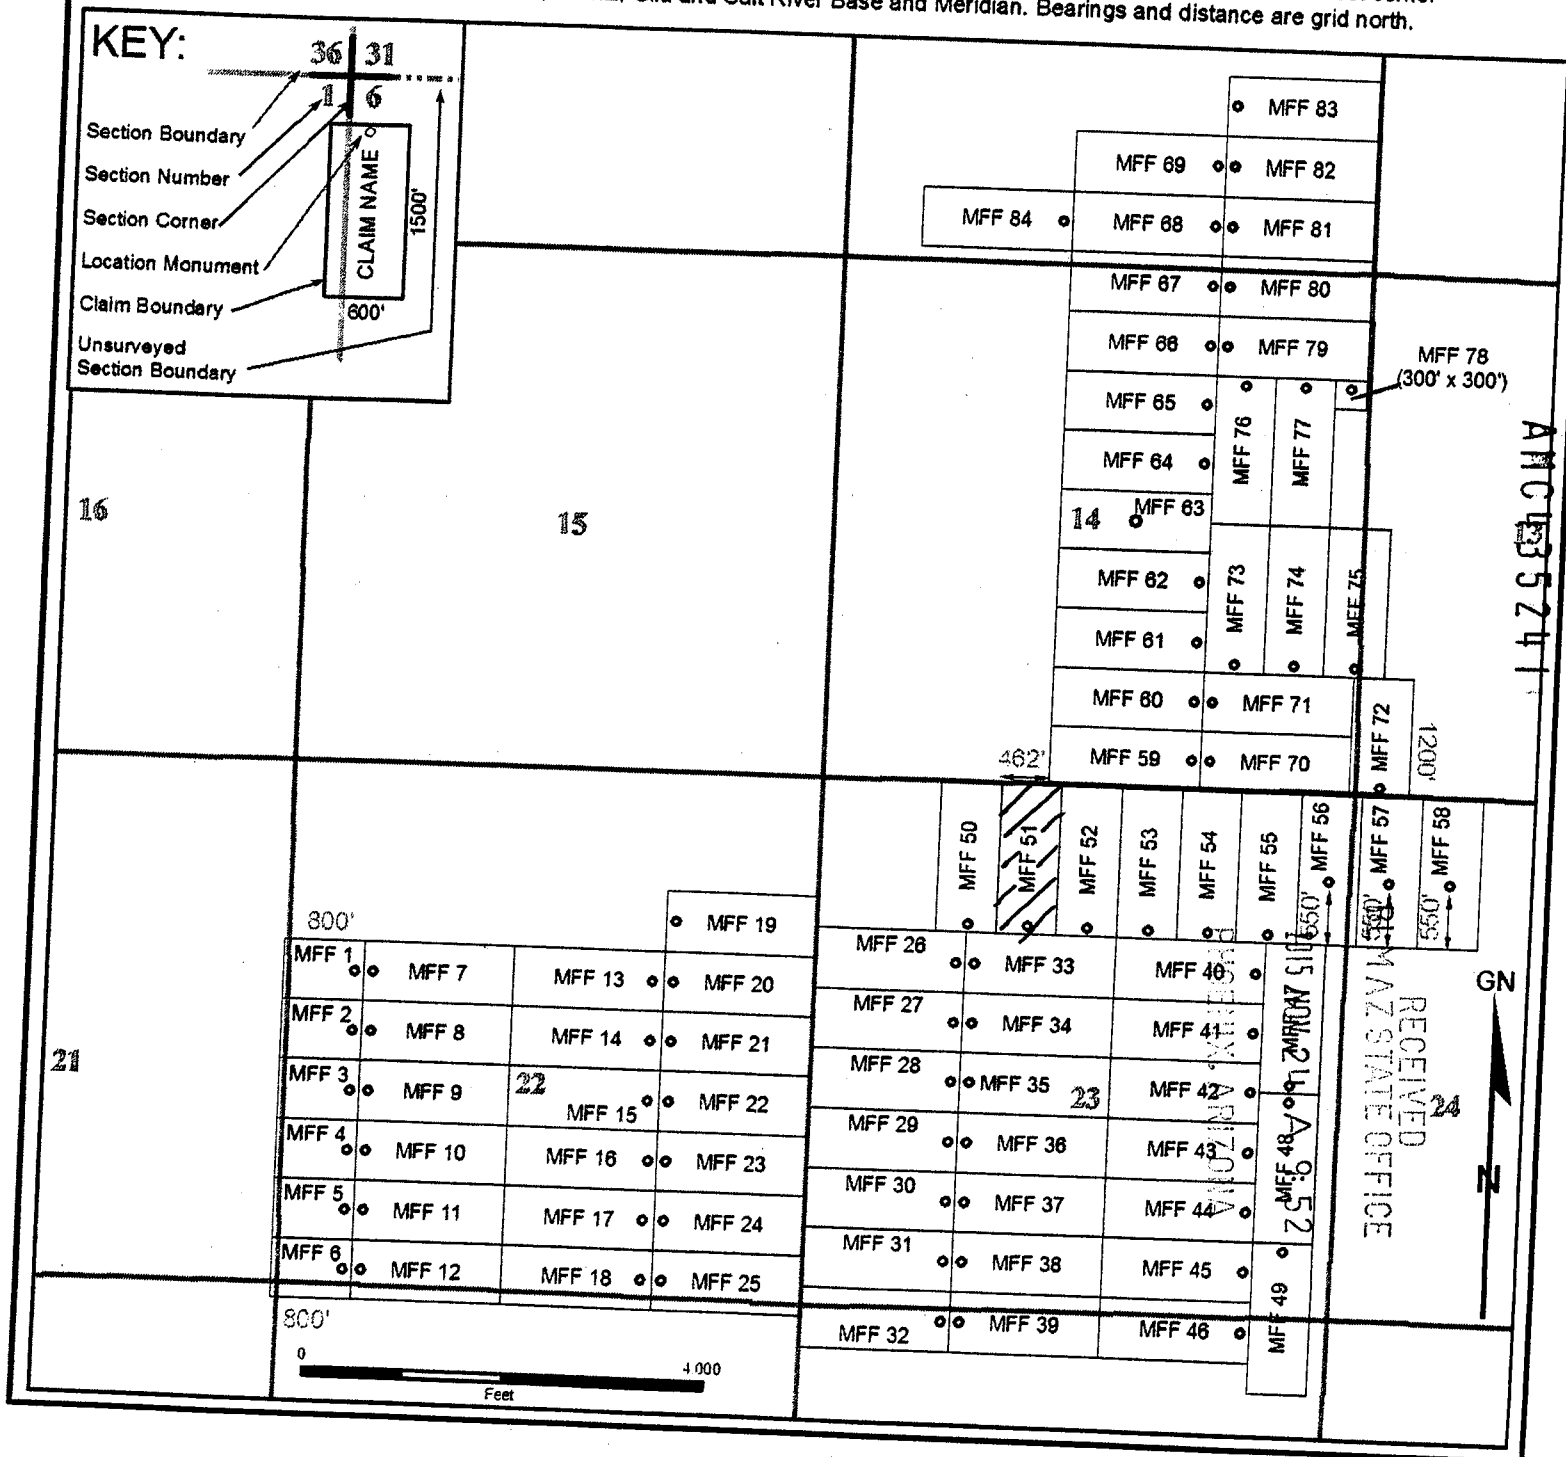 Gila and Salt River Base and Meridian. Bearings and distance are grid north.
KEY:
36 31
1 6
Section Boundary
Section Number
Section Corner
Location Monument
Claim Boundary
Unsurveyed
Section Boundary
CLAIM NAME
1500'
600'
MFF 83
MFF 69 MFF 82
MFF 84 MFF 68 MFF 81
MFF 67 MFF 80
MFF 66 MFF 79
MFF 78
(300' x 300')
MFF 65
MFF 76
MFF 77
MFF 64
16
15
14
MFF 63
13
MFF 62
MFF 73
MFF 74
MFF 75
MFF 61
MFF 60 MFF 71
MFF 72
1200'
462'
MFF 59 MFF 70
MFF 50
MFF 51
MFF 52
MFF 53
MFF 54
MFF 55
MFF 56
MFF 57
MFF 58
550'
800'
MFF 19
MFF 1 MFF 7 MFF 13 MFF 20
MFF 26 MFF 33 MFF 40
MFF 2 MFF 8 MFF 14 MFF 21
MFF 27 MFF 34 MFF 41
MFF 47
21
MFF 3 MFF 9
22
MFF 15 MFF 22
MFF 28 MFF 35
23
MFF 42
24
MFF 4 MFF 10 MFF 16 MFF 23
MFF 29 MFF 36 MFF 43
MFF 48
MFF 5 MFF 11 MFF 17 MFF 24
MFF 30 MFF 37 MFF 44
MFF 6 MFF 12 MFF 18 MFF 25
MFF 31 MFF 38 MFF 45
MFF 49
MFF 32 MFF 39 MFF 46
800'
0 4,000
Feet
GN
N
RECEIVED
AZ STATE OFFICE
2015 NOV 24 A 9:52
PHOENIX, ARIZONA